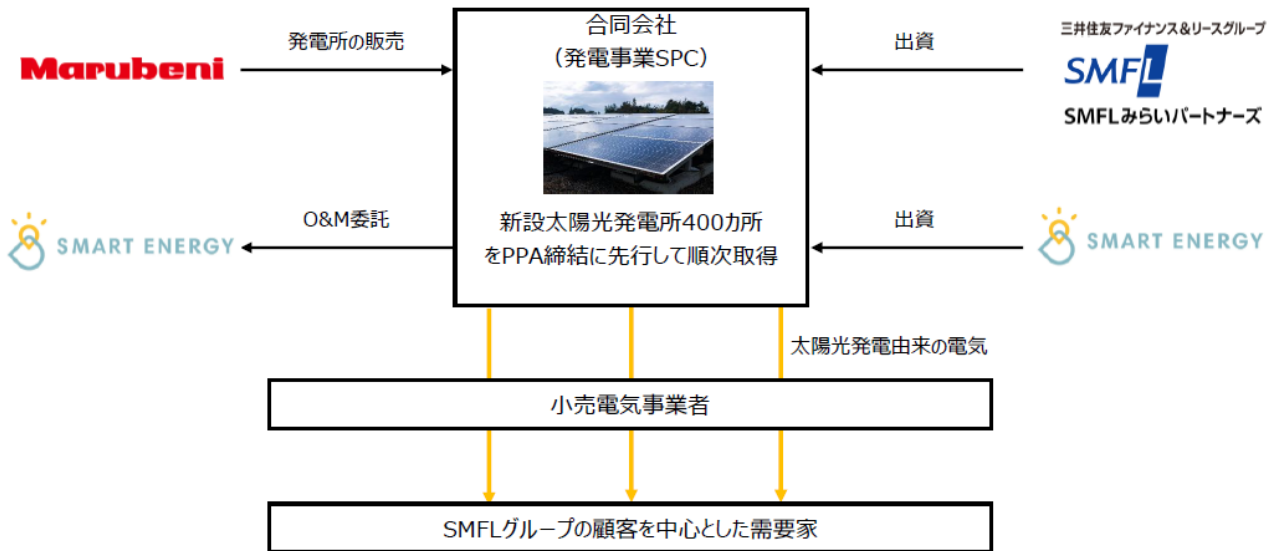 合同会社
（発電事業SPC）
発電所の販売
Marubeni
出資
三井住友ファイナンス&リースグループ
SMFL
SMFLみらいパートナーズ
新設太陽光発電所400カ所
をPPA締結に先行して順次取得
O&M委託
SMART ENERGY
出資
SMART ENERGY
太陽光発電由来の電気
小売電気事業者
SMFLグループの顧客を中心とした需要家